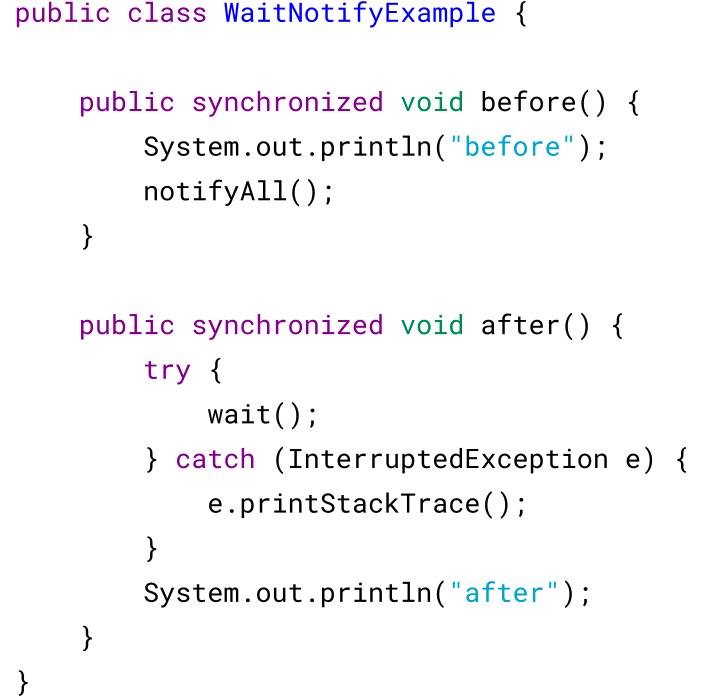 public class WaitNotifyExample {
public synchronized void before() {
System.out.println("before");
notifyAll();
}
public synchronized void after() {
try {
wait();
} catch (InterruptedException e) {
e.printStackTrace();
}
System.out.println("after");
}
}